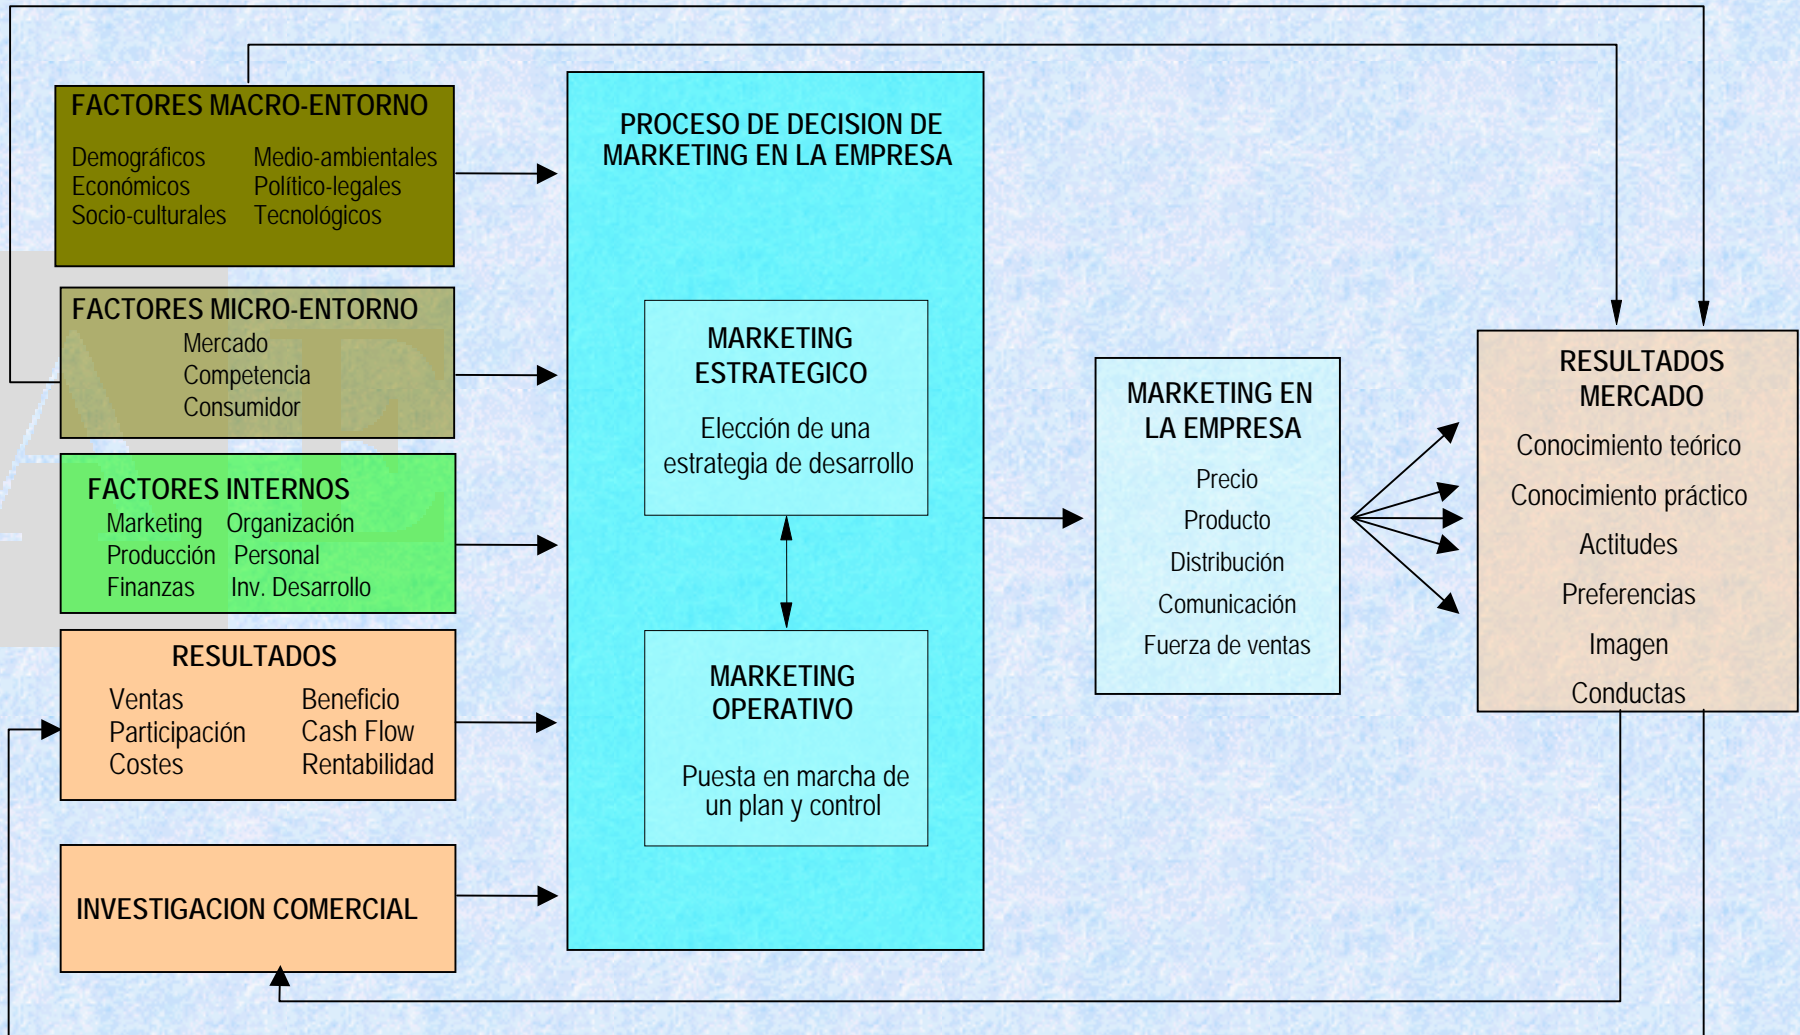 FACTORES MACRO-ENTORNO
Demográficos Medio-ambientales
Económicos Político-legales
Socio-culturales Tecnológicos
FACTORES MICRO-ENTORNO
Mercado
Competencia
Consumidor
FACTORES INTERNOS
Marketing Organización
Producción Personal
Finanzas Inv. Desarrollo
RESULTADOS
Ventas Beneficio
Participación Cash Flow
Costes Rentabilidad
INVESTIGACION COMERCIAL
PROCESO DE DECISION DE
MARKETING EN LA EMPRESA
MARKETING
ESTRATEGICO
Elección de una
estrategia de desarrollo
MARKETING
OPERATIVO
Puesta en marcha de
un plan y control
MARKETING EN
LA EMPRESA
Precio
Producto
Distribución
Comunicación
Fuerza de ventas
RESULTADOS
MERCADO
Conocimiento teórico
Conocimiento práctico
Actitudes
Preferencias
Imagen
Conductas